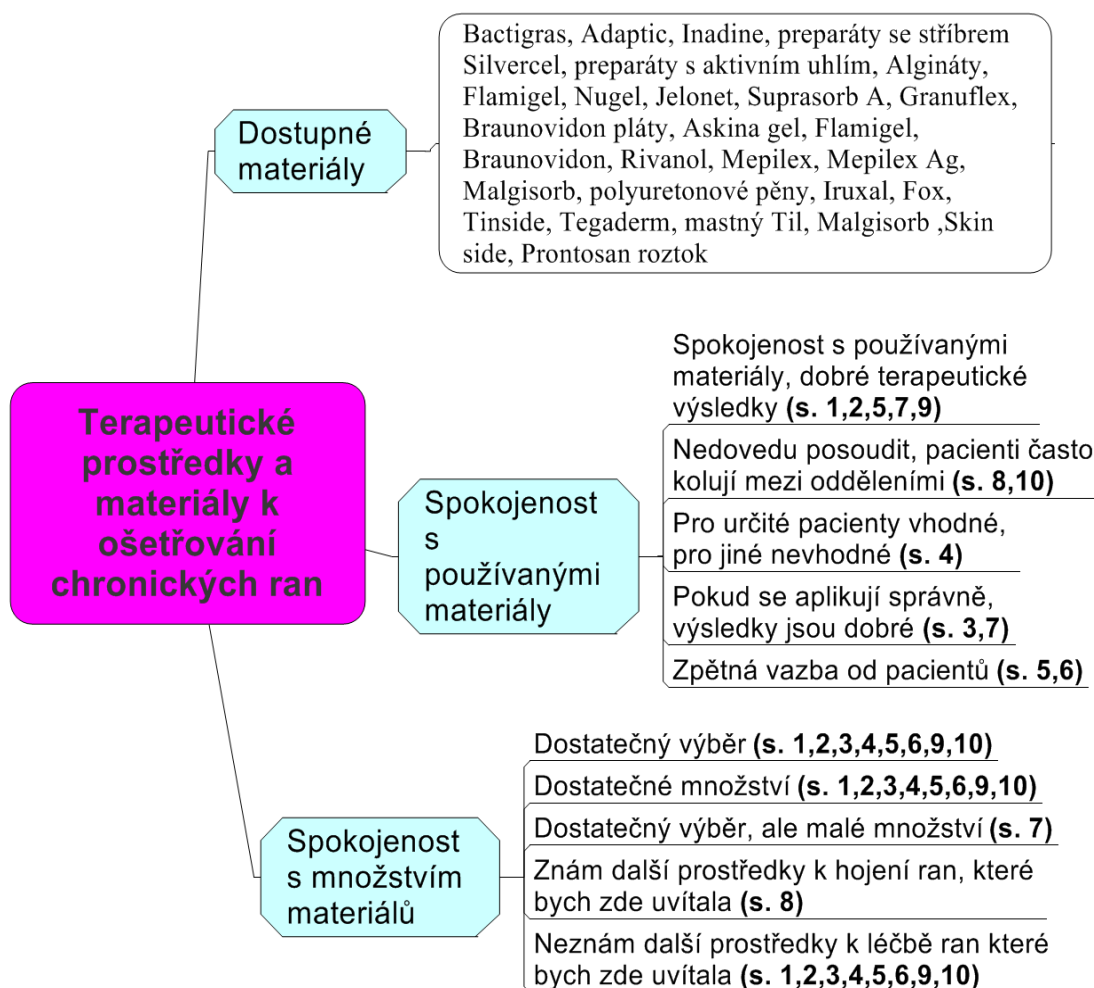 Bactigras, Adaptic, Inadine, preparáty se stříbrem
Silvercel, preparáty s aktivním uhlím, Algináty,
Flamigel, Nugel, Jelonet, Suprasorb A, Granuflex,
Braunovidon pláty, Askina gel, Flamigel,
Braunovidon, Rivanol, Mepilex, Mepilex Ag,
Malgisorb, polyuretonové pěny, Iruxal, Fox,
Tinside, Tegaderm, mastný Til, Malgisorb ,Skin
side, Prontosan roztok
Dostupné
materiály
Terapeutické
prostředky a
materiály k
ošetřování
chronických ran
Spokojenost
s
používanými
materiály
Spokojenost s používanými
materiály, dobré terapeutické
výsledky (s. 1,2,5,7,9)
Nedovedu posoudit, pacienti často
kolují mezi odděleními (s. 8,10)
Pro určité pacienty vhodné,
pro jiné nevhodné (s. 4)
Pokud se aplikují správně,
výsledky jsou dobré (s. 3,7)
Zpětná vazba od pacientů (s. 5,6)
Spokojenost
s množstvím
materiálů
Dostatečný výběr (s. 1,2,3,4,5,6,9,10)
Dostatečné množství (s. 1,2,3,4,5,6,9,10)
Dostatečný výběr, ale malé množství (s. 7)
Znám další prostředky k hojení ran, které
bych zde uvítala (s. 8)
Neznám další prostředky k léčbě ran které
bych zde uvítala (s. 1,2,3,4,5,6,9,10)